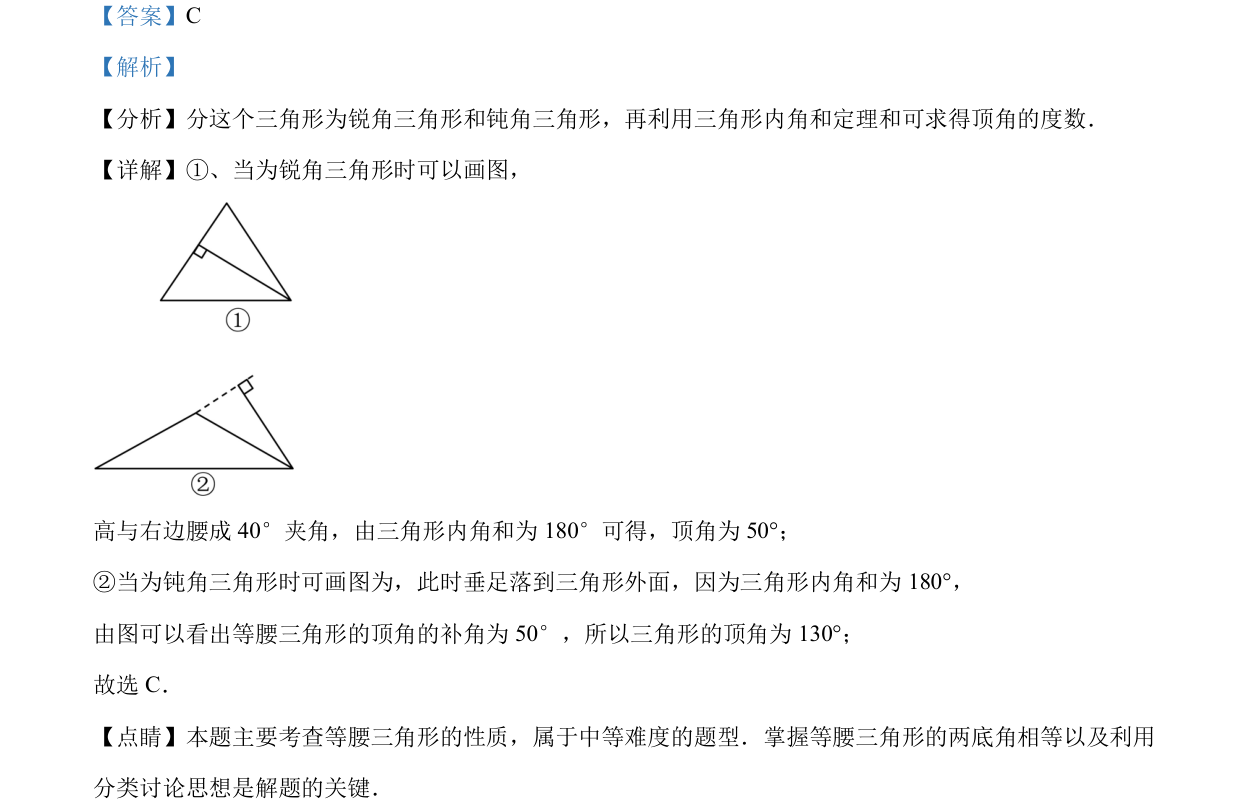 【答案】C
【解析】
【分析】分这个三角形为锐角三角形和钝角三角形，再利用三角形内角和定理和可求得顶角的度数．
【详解】①、当为锐角三角形时可以画图，
①
②
高与右边腰成 40°夹角，由三角形内角和为 180°可得，顶角为 50°；
②当为钝角三角形时可画图为，此时垂足落到三角形外面，因为三角形内角和为 180°，
由图可以看出等腰三角形的顶角的补角为 50°，所以三角形的顶角为 130°；
故选 C．
【点睛】本题主要考查等腰三角形的性质，属于中等难度的题型．掌握等腰三角形的两底角相等以及利用
分类讨论思想是解题的关键．